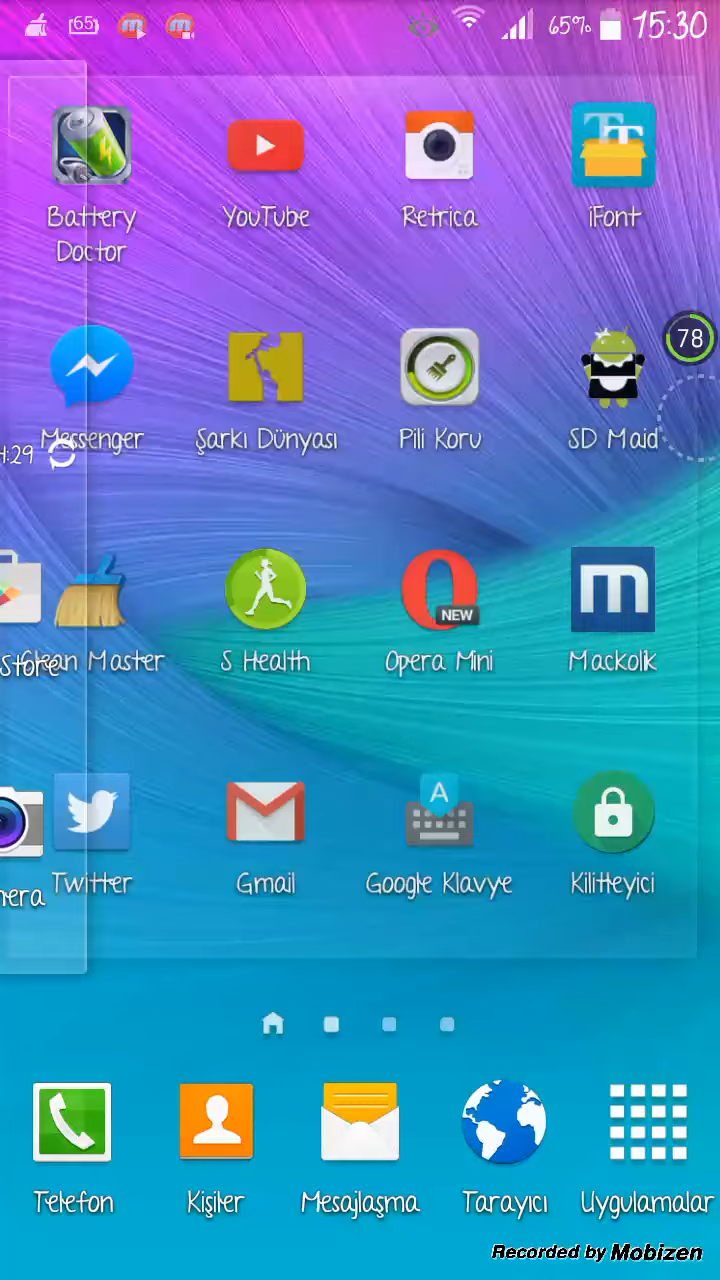 65
65%
15:30
Battery
Doctor
YouTube
Retrica
iFont
78
Messenger
Şarkı Dünyası
Pili Koru
SD Maid
4:29
NEW
Store
Clean Master
S Health
Opera Mini
Mackolik
A
Twitter
Gmail
Google Klavye
Kilitleyici
Telefon
Kişiler
Mesajlaşma
Tarayıcı
Uygulamalar
Recorded by Mobizen